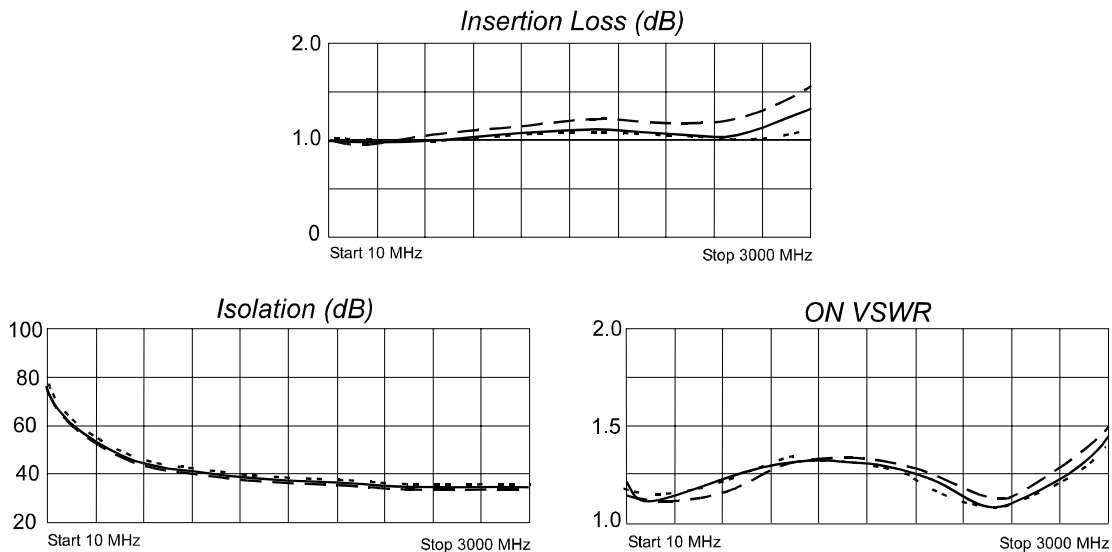 Insertion Loss (dB)
2.0
1.0
0
Start 10 MHz
Stop 3000 MHz
Isolation (dB)
100
80
60
40
20
Start 10 MHz
Stop 3000 MHz
ON VSWR
2.0
1.5
1.0
Start 10 MHz
Stop 3000 MHz